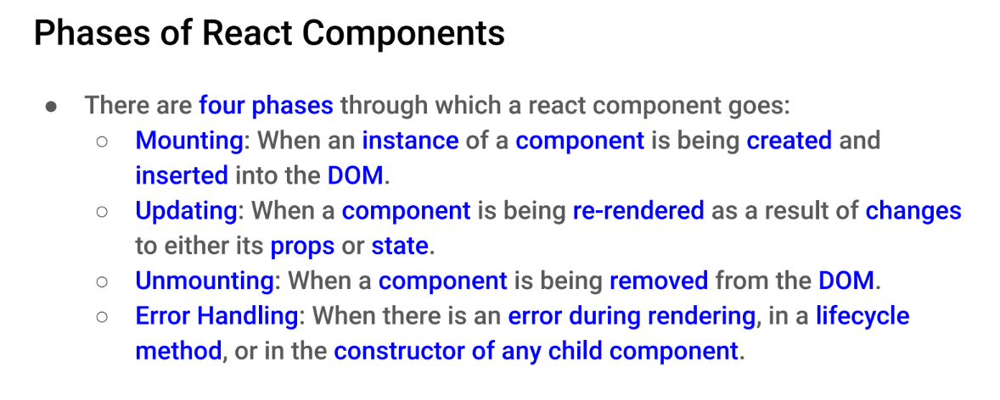 Phases of React Components
● There are four phases through which a react component goes:
○ Mounting: When an instance of a component is being created and
inserted into the DOM.
○ Updating: When a component is being re-rendered as a result of changes
to either its props or state.
○ Unmounting: When a component is being removed from the DOM.
○ Error Handling: When there is an error during rendering, in a lifecycle
method, or in the constructor of any child component.